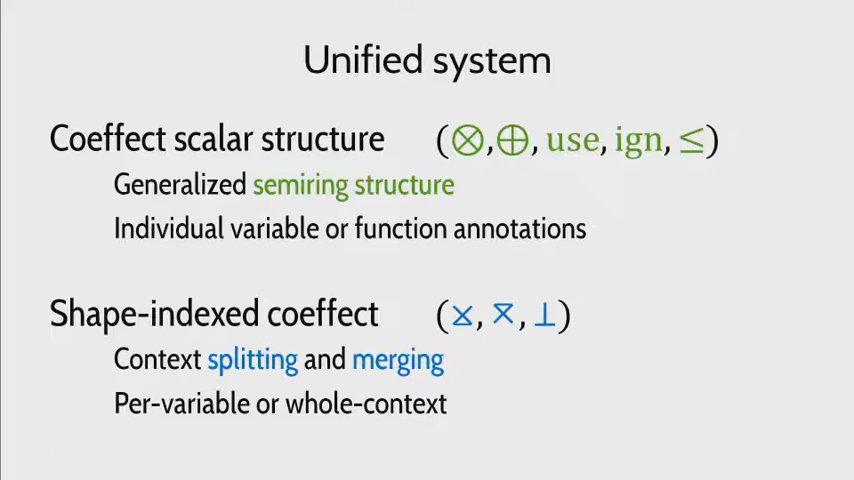 Unified system
Coeffect scalar structure (⊗,⊕, use, ign, ≤)
Generalized semiring structure
Individual variable or function annotations
Shape-indexed coeffect (⧖, ⧖, ⊥)
Context splitting and merging
Per-variable or whole-context